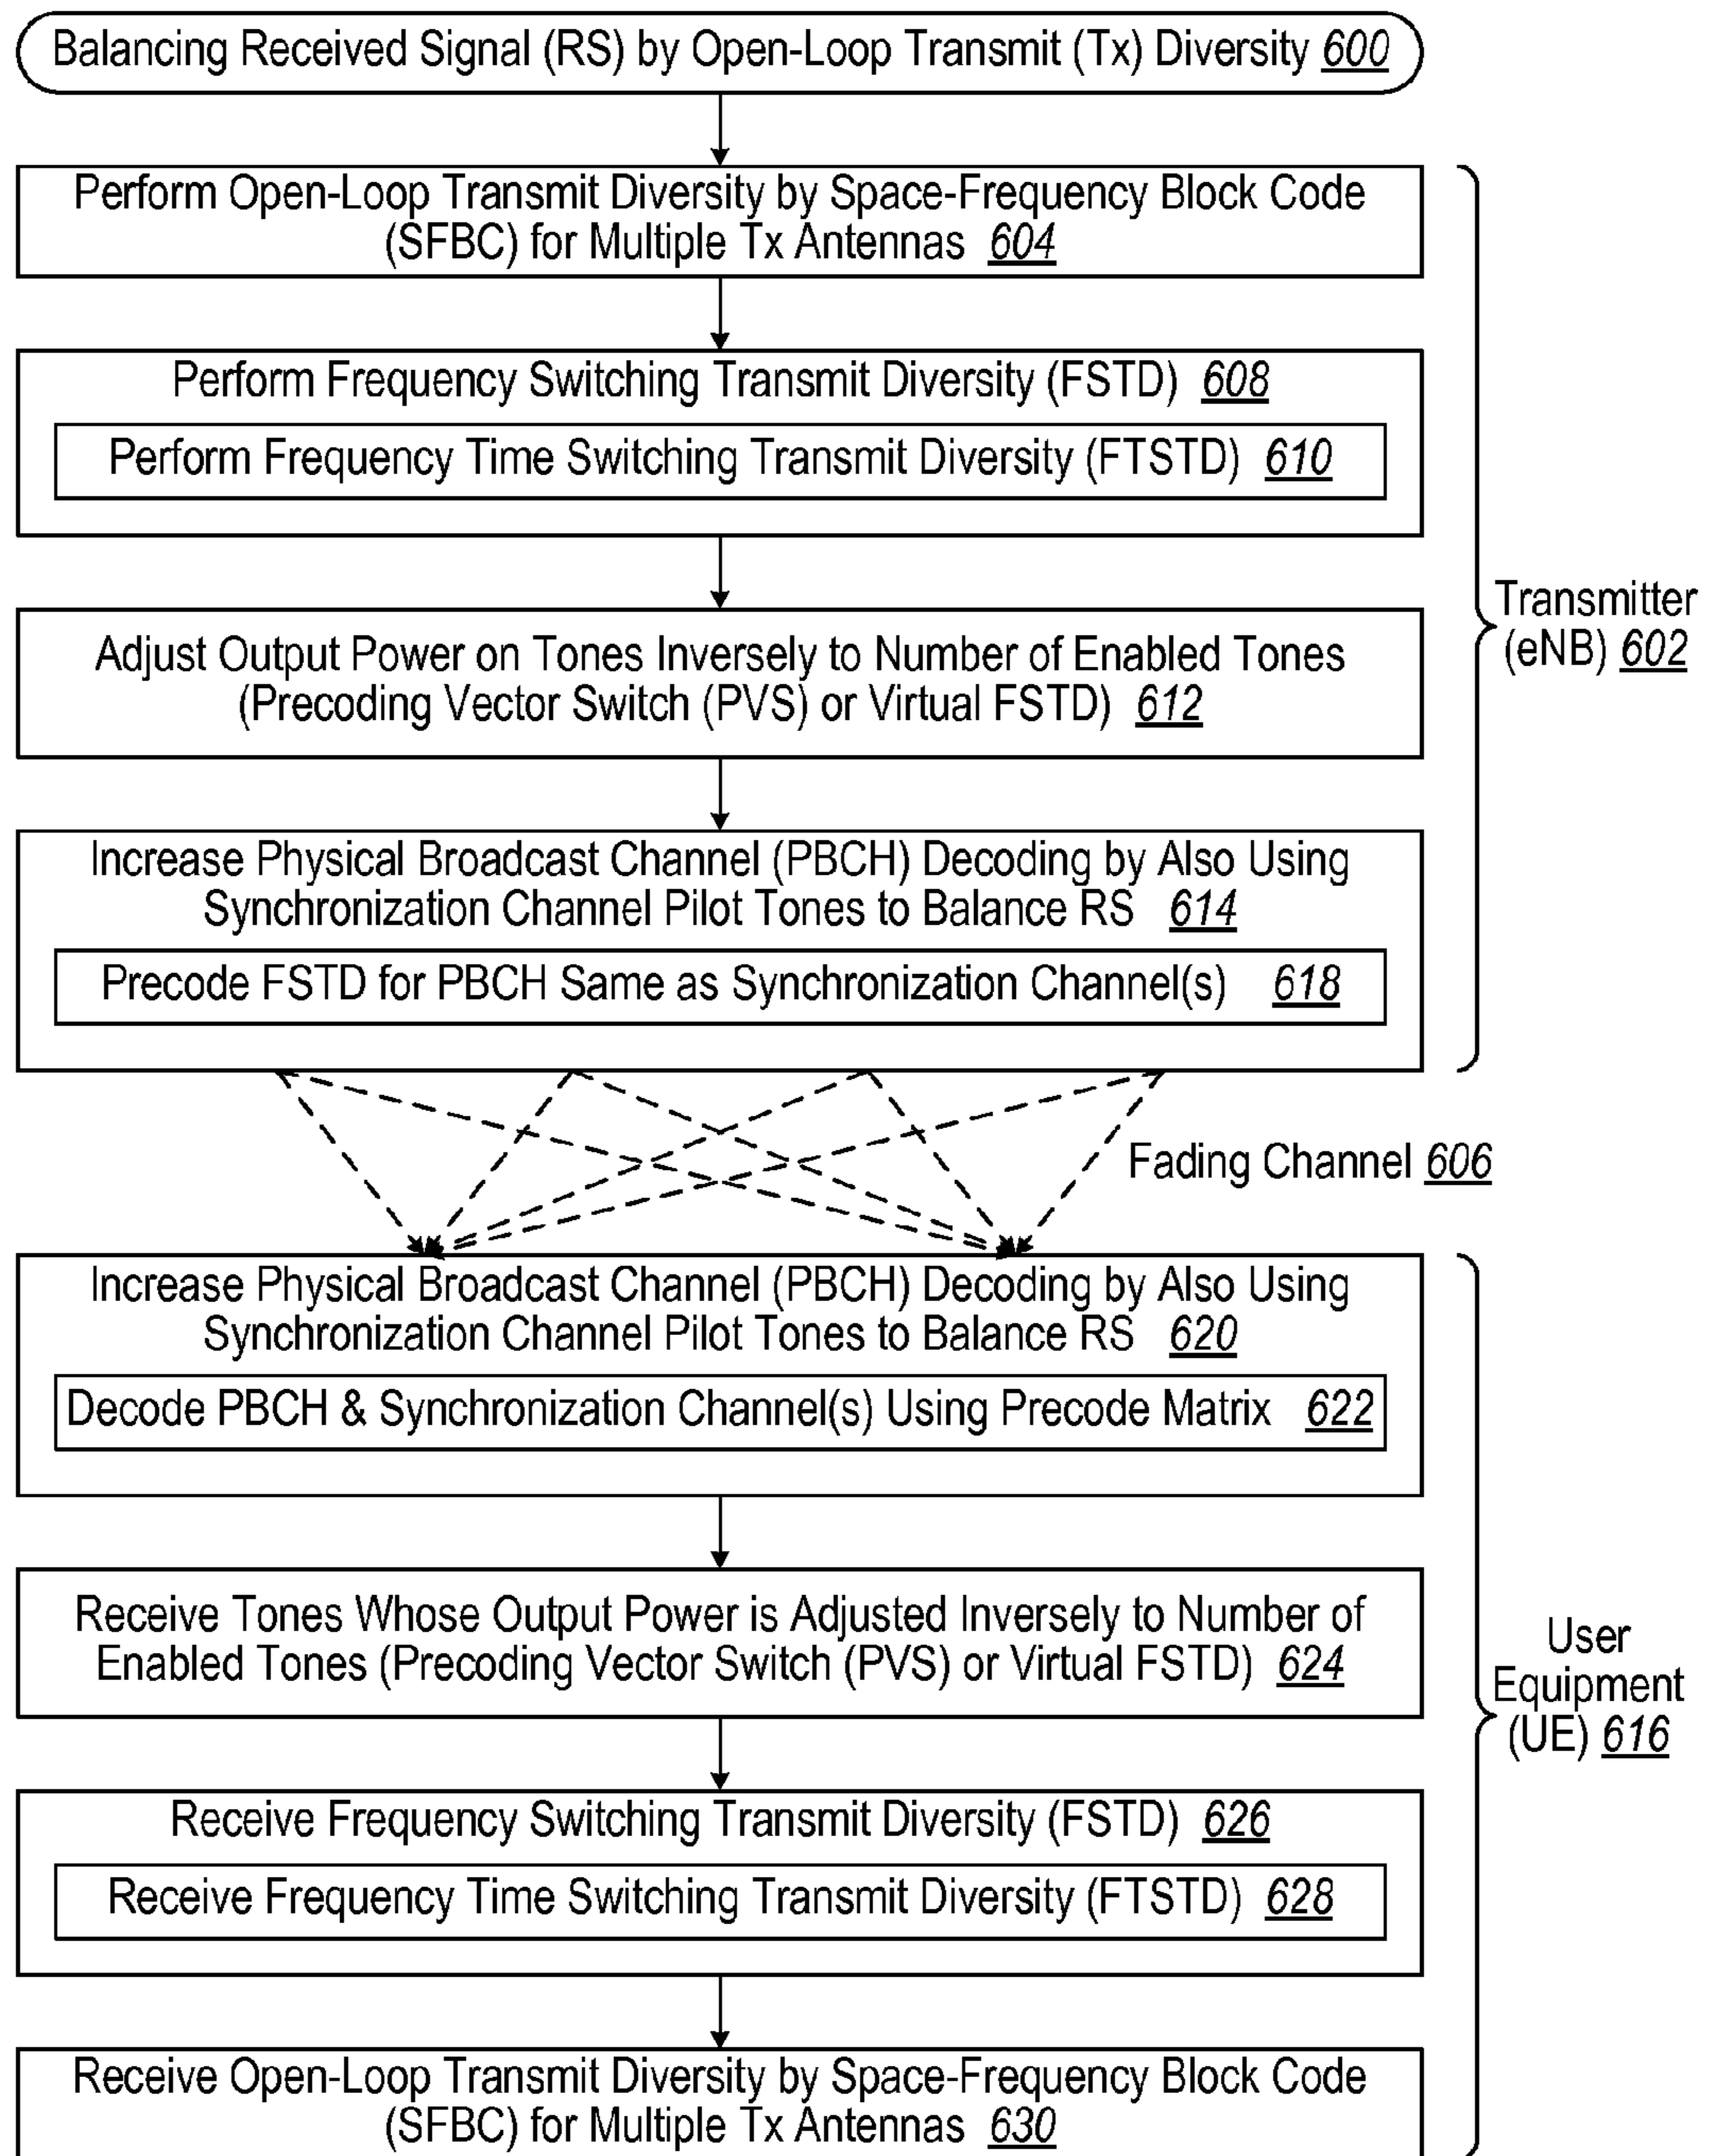 Balancing Received Signal (RS) by Open-Loop Transmit (Tx) Diversity 600
Perform Open-Loop Transmit Diversity by Space-Frequency Block Code
(SFBC) for Multiple Tx Antennas 604
Perform Frequency Switching Transmit Diversity (FSTD) 608
Perform Frequency Time Switching Transmit Diversity (FTSTD) 610
Adjust Output Power on Tones Inversely to Number of Enabled Tones
(Precoding Vector Switch (PVS) or Virtual FSTD) 612
Increase Physical Broadcast Channel (PBCH) Decoding by Also Using
Synchronization Channel Pilot Tones to Balance RS 614
Precode FSTD for PBCH Same as Synchronization Channel(s) 618
Transmitter
(eNB) 602
Fading Channel 606
Increase Physical Broadcast Channel (PBCH) Decoding by Also Using
Synchronization Channel Pilot Tones to Balance RS 620
Decode PBCH & Synchronization Channel(s) Using Precode Matrix 622
Receive Tones Whose Output Power is Adjusted Inversely to Number of
Enabled Tones (Precoding Vector Switch (PVS) or Virtual FSTD) 624
Receive Frequency Switching Transmit Diversity (FSTD) 626
Receive Frequency Time Switching Transmit Diversity (FTSTD) 628
Receive Open-Loop Transmit Diversity by Space-Frequency Block Code
(SFBC) for Multiple Tx Antennas 630
User
Equipment
(UE) 616